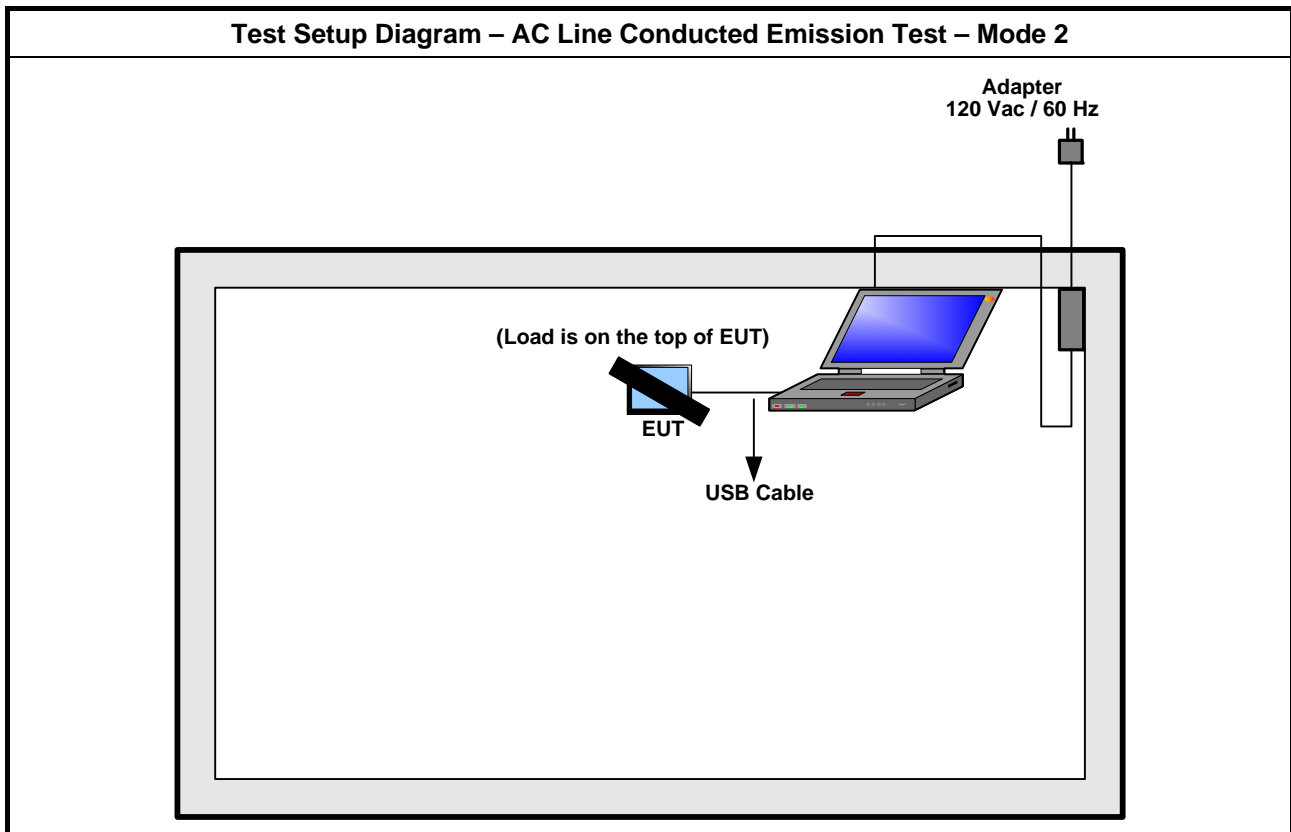 Test Setup Diagram – AC Line Conducted Emission Test – Mode 2
Adapter
120 Vac / 60 Hz
(Load is on the top of EUT)
EUT
USB Cable